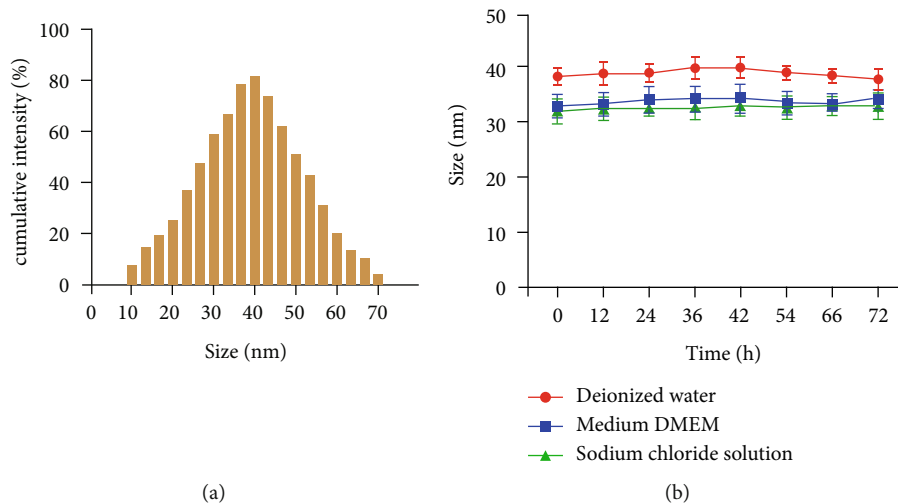 100
80
60
40
20
0
cumulative intensity (%)
0 10 20 30 40 50 60 70
Size (nm)
(a)
50
40
30
20
10
0
Size (nm)
0 12 24 36 42 54 66 72
Time (h)
Deionized water
Medium DMEM
Sodium chloride solution
(b)